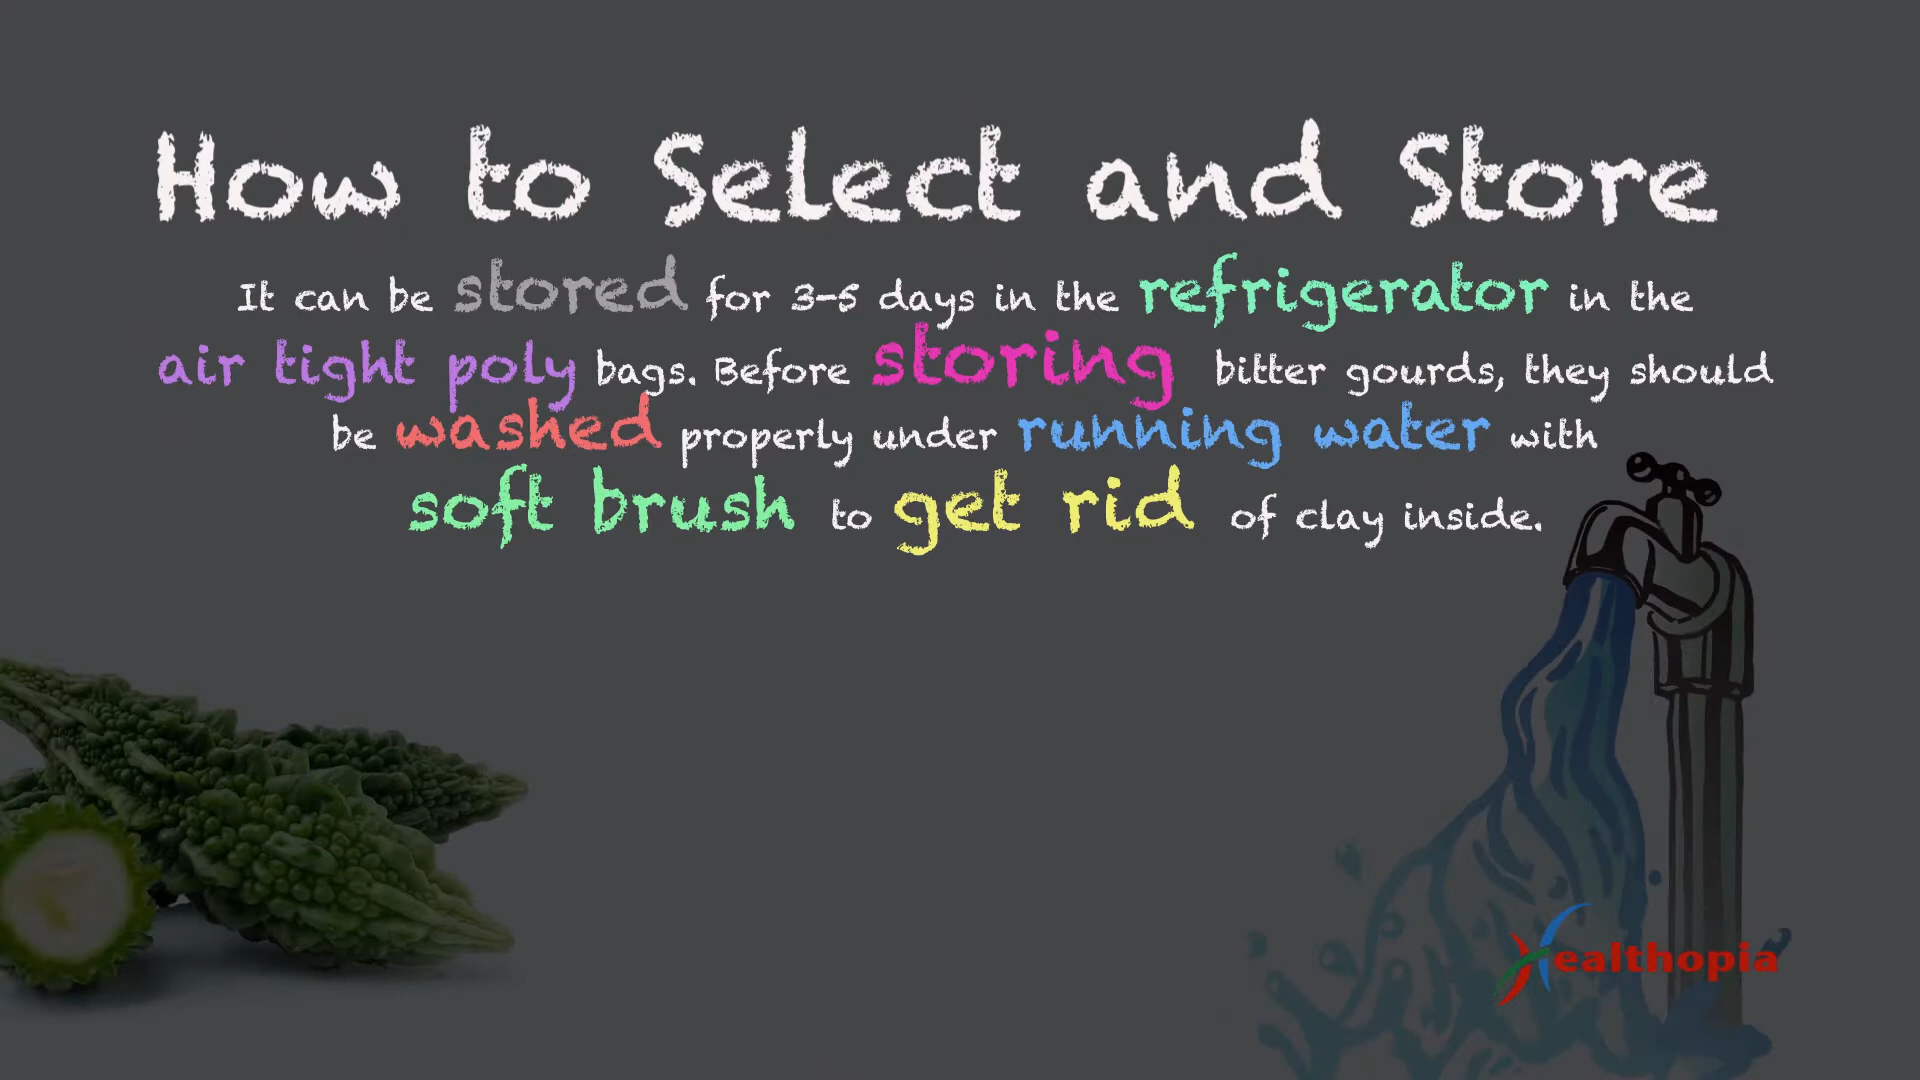 How to Select and Store
It can be stored for 3-5 days in the refrigerator in the
air tight poly bags. Before storing bitter gourds, they should
be washed properly under running water with
soft brush to get rid of clay inside.
Healthopia